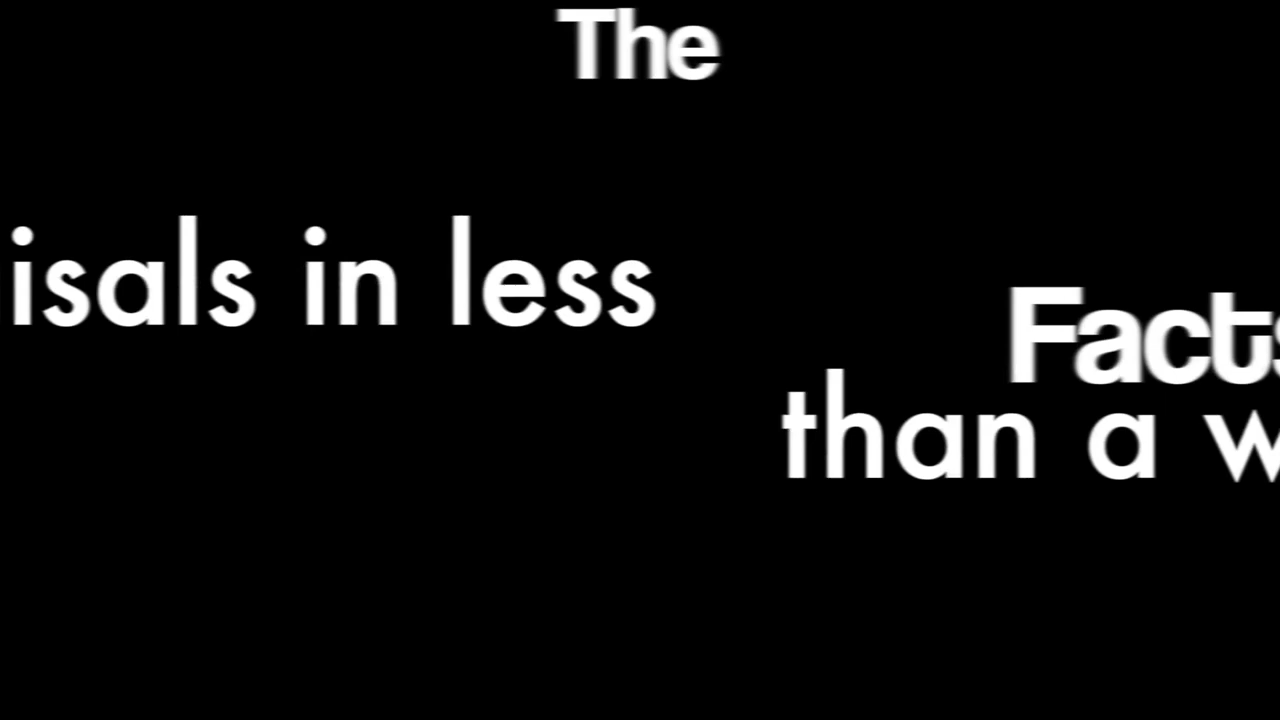 The
isals in less
Facts
than a w